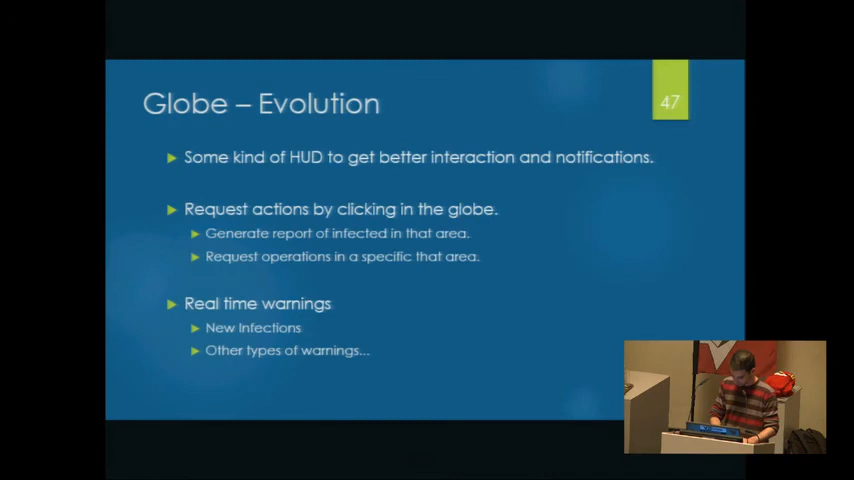 Globe – Evolution
47
Some kind of HUD to get better interaction and notifications.
Request actions by clicking in the globe.
Generate report of infected in that area.
Request operations in a specific that area.
Real time warnings
New Infections
Other types of warnings...